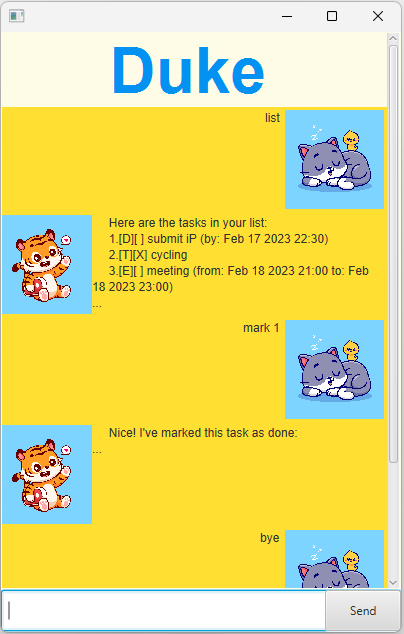 Duke
list
Here are the tasks in your list:
1.[D][ ] submit iP (by: Feb 17 2023 22:30)
2.[T][X] cycling
3.[E][ ] meeting (from: Feb 18 2023 21:00 to: Feb
18 2023 23:00)
...
mark 1
Nice! I've marked this task as done:
...
bye
Send